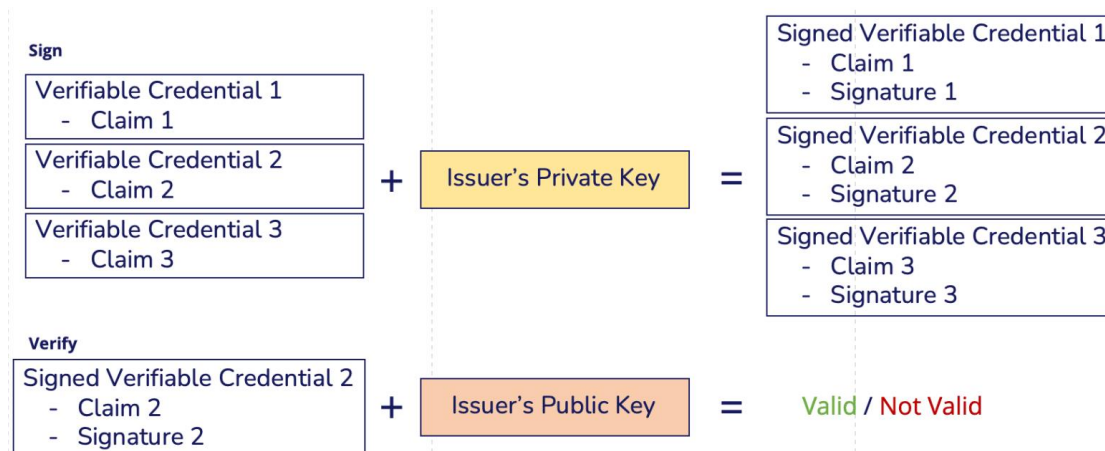 Sign
Verifiable Credential 1
- Claim 1
Verifiable Credential 2
- Claim 2
Verifiable Credential 3
- Claim 3
+
Issuer’s Private Key
=
Signed Verifiable Credential 1
- Claim 1
- Signature 1
Signed Verifiable Credential 2
- Claim 2
- Signature 2
Signed Verifiable Credential 3
- Claim 3
- Signature 3
Verify
Signed Verifiable Credential 2
- Claim 2
- Signature 2
+
Issuer’s Public Key
=
Valid / Not Valid